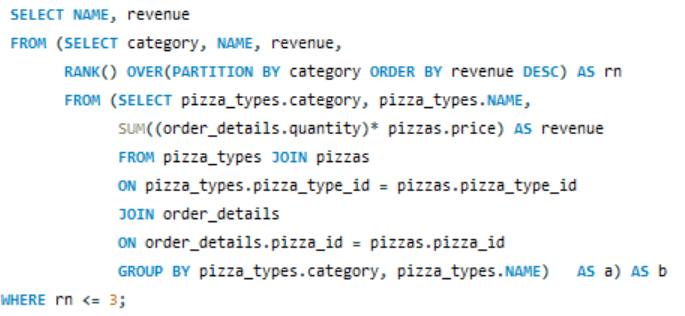 SELECT NAME, revenue
FROM (SELECT category, NAME, revenue,
RANK() OVER(PARTITION BY category ORDER BY revenue DESC) AS rn
FROM (SELECT pizza_types.category, pizza_types.NAME,
SUM((order_details.quantity)* pizzas.price) AS revenue
FROM pizza_types JOIN pizzas
ON pizza_types.pizza_type_id = pizzas.pizza_type_id
JOIN order_details
ON order_details.pizza_id = pizzas.pizza_id
GROUP BY pizza_types.category, pizza_types.NAME) AS a) AS b
WHERE rn <= 3;